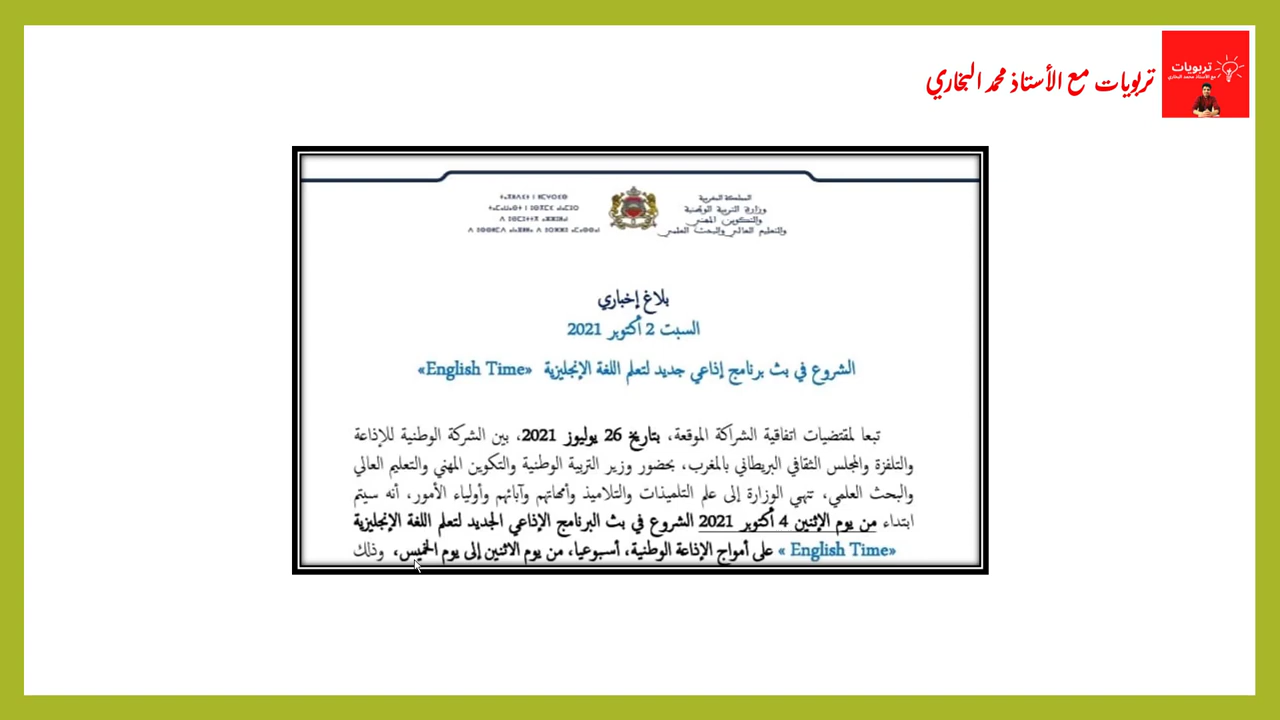 تربويات مع الأستاذ محمد البخاري
تربويات
مع الأستاذ محمد البخاري
المملكة المغربية
وزارة التربية الوطنية
والتكوين المهني
والتعليم العالي والبحث العلمي
بلاغ إخباري
السبت 2 أكتوبر 2021
الشروع في بث برنامج إذاعي جديد لتعلم اللغة الإنجليزية «English Time»
تبعا لمقتضيات اتفاقية الشراكة الموقعة، بتاريخ 26 يوليوز 2021، بين الشركة الوطنية للإذاعة
والتلفزة والمجلس الثقافي البريطاني بالمغرب، بحضور وزير التربية الوطنية والتكوين المهني والتعليم العالي
والبحث العلمي، تنهي الوزارة إلى علم التلميذات والتلاميذ وأمهاتهم وآبائهم وأولياء الأمور، أنه سيتم
ابتداء من يوم الإثنين 4 أكتوبر 2021 الشروع في بث البرنامج الإذاعي الجديد لتعلم اللغة الإنجليزية
«English Time» على أمواج الإذاعة الوطنية، أسبوعيا، من يوم الاثنين إلى يوم الخميس، وذلك